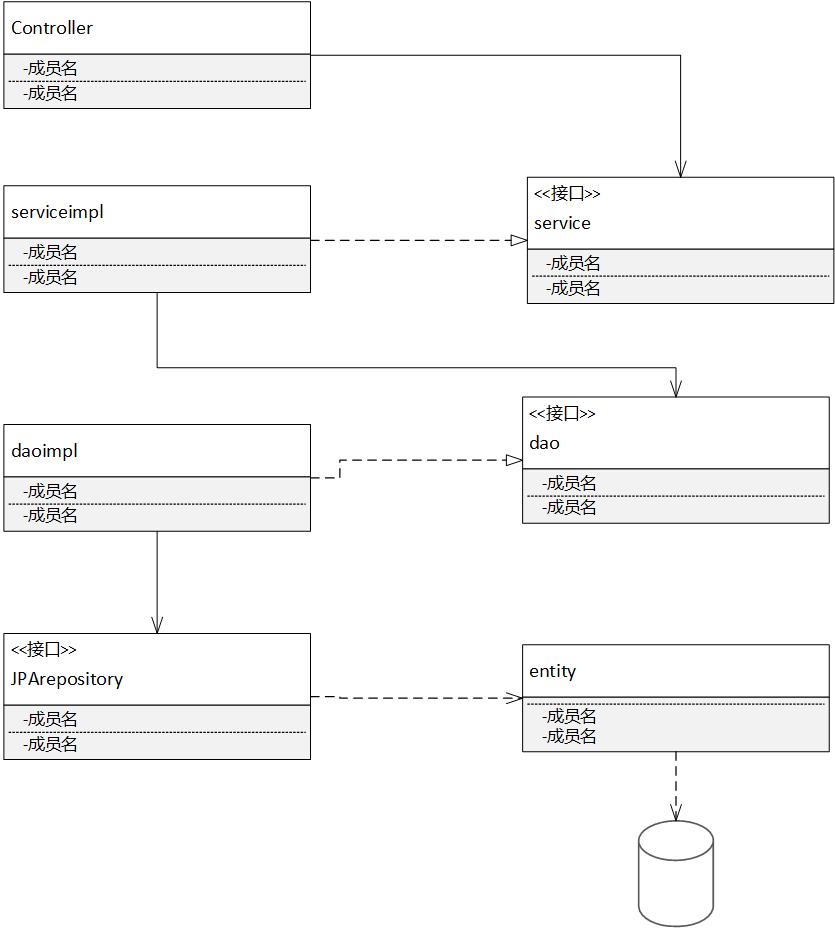 Controller
-成员名
-成员名
serviceimpl
-成员名
-成员名
<<接口>>
service
-成员名
-成员名
daoimpl
-成员名
-成员名
<<接口>>
dao
-成员名
-成员名
<<接口>>
JPArepository
-成员名
-成员名
entity
-成员名
-成员名